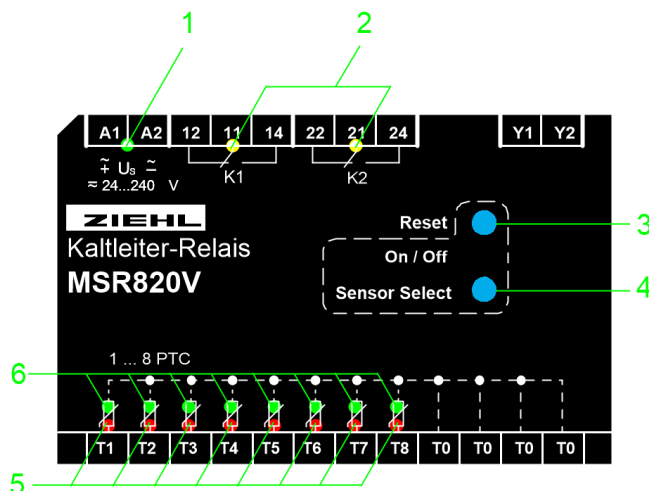 1 2
A1 A2 12 11 14 22 21 24 Y1 Y2
~ ~
+ Us -
K1 K2
≂ 24...240 V
ZIEHL
Reset 3
Kaltleiter-Relais
On / Off
MSR820V
Sensor Select 4
1 ... 8 PTC
6
T1 T2 T3 T4 T5 T6 T7 T8 T0 T0 T0 T0
5